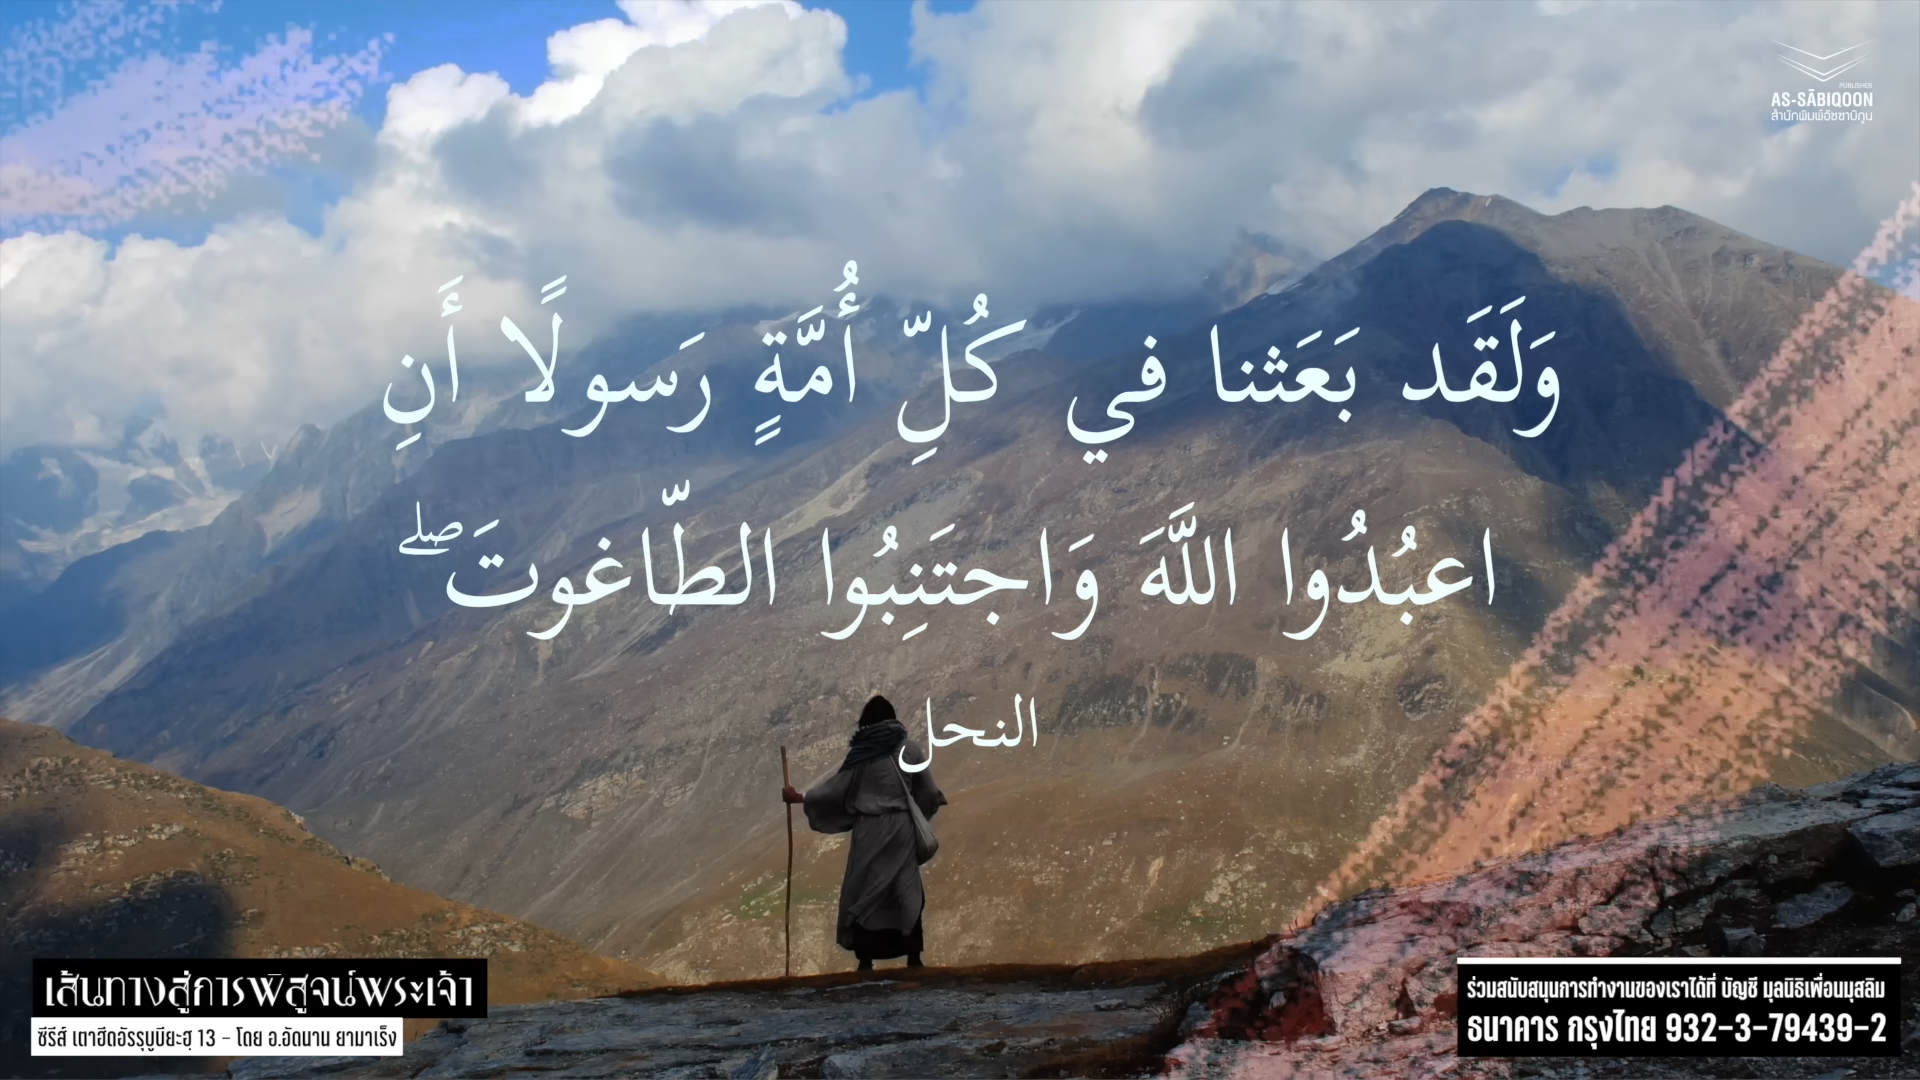 PUBLISHER
AS-SĀBIQOON
สำนักพิมพ์อัซซาบิกูน
وَلَقَد بَعَثنا في كُلِّ أُمَّةٍ رَسولًا أَنِ
اعبُدُوا اللَّهَ وَاجتَنِبُوا الطّاغوتَ ۖ
النحل
เส้นทางสู่การพิสูจน์พระเจ้า
ซีรีส์ เตาฮีดอัรรุบูบียะฮฺ 13 - โดย อ.อัดนาน ยามาเร็ง
ร่วมสนับสนุนการทำงานของเราได้ที่ บัญชี มุลนิธิเพื่อนมุสลิม
ธนาคาร กรุงไทย 932-3-79439-2